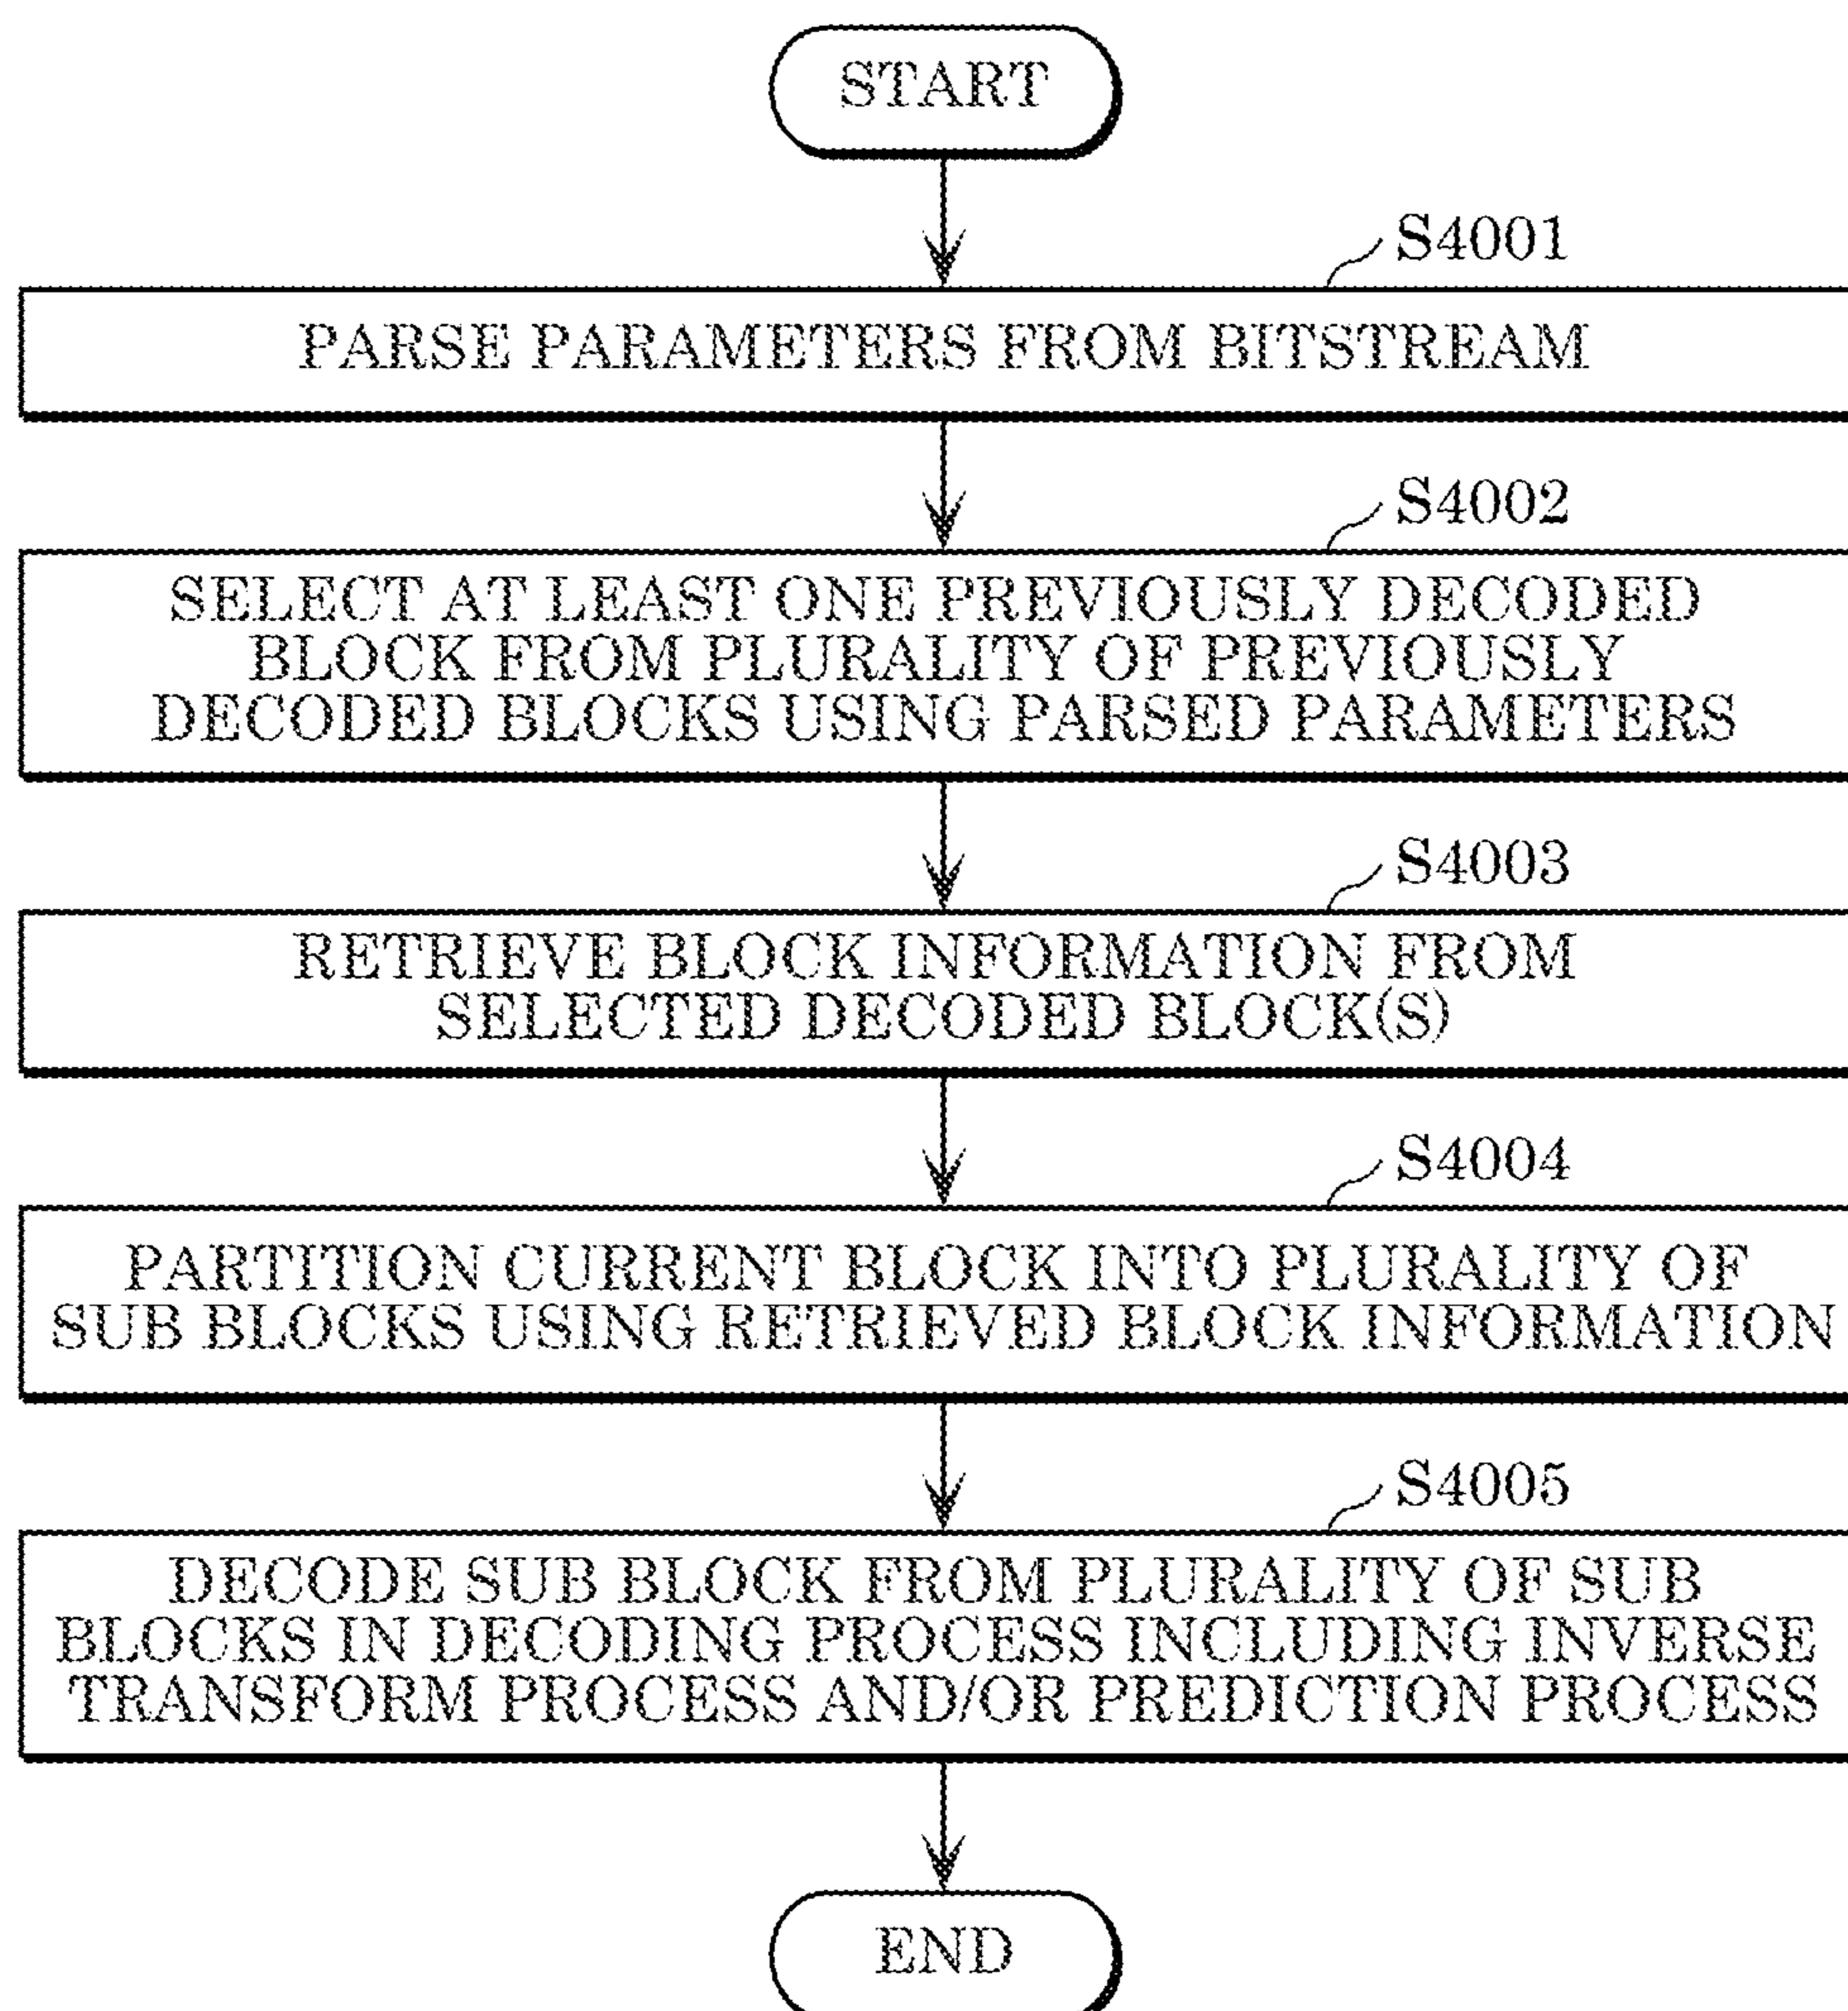 START
S4001
PARSE PARAMETERS FROM BITSTREAM
S4002
SELECT AT LEAST ONE PREVIOUSLY DECODED
BLOCK FROM PLURALITY OF PREVIOUSLY
DECODED BLOCKS USING PARSED PARAMETERS
S4003
RETRIEVE BLOCK INFORMATION FROM
SELECTED DECODED BLOCK(S)
S4004
PARTITION CURRENT BLOCK INTO PLURALITY OF
SUB BLOCKS USING RETRIEVED BLOCK INFORMATION
S4005
DECODE SUB BLOCK FROM PLURALITY OF SUB
BLOCKS IN DECODING PROCESS INCLUDING INVERSE
TRANSFORM PROCESS AND/OR PREDICTION PROCESS
END